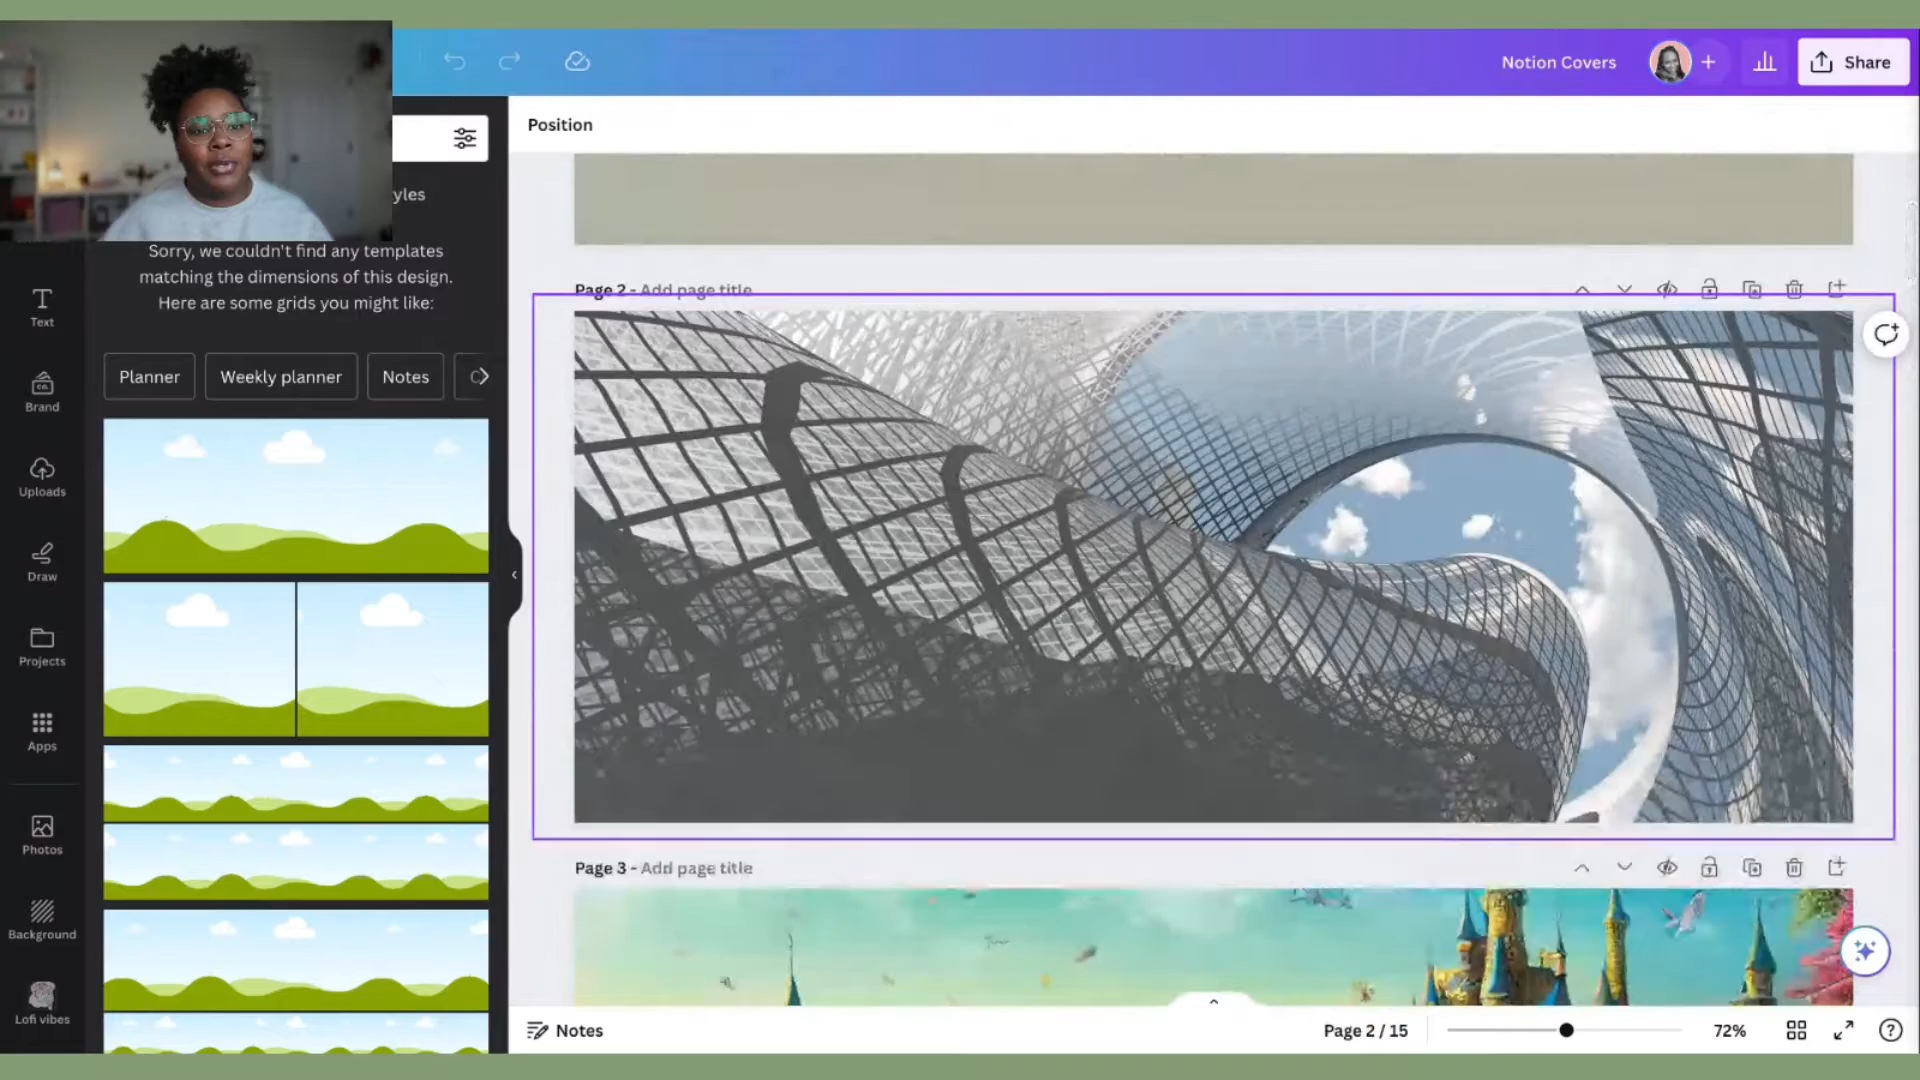 Notion Covers
Share
Position
yles
Sorry, we couldn't find any templates
matching the dimensions of this design.
Here are some grids you might like:
Planner
Weekly planner
Notes
Text
Brand
Uploads
Draw
Projects
Apps
Photos
Background
Lofi vibes
Page 2 - Add page title
Page 3 - Add page title
Notes
Page 2 / 15
72%